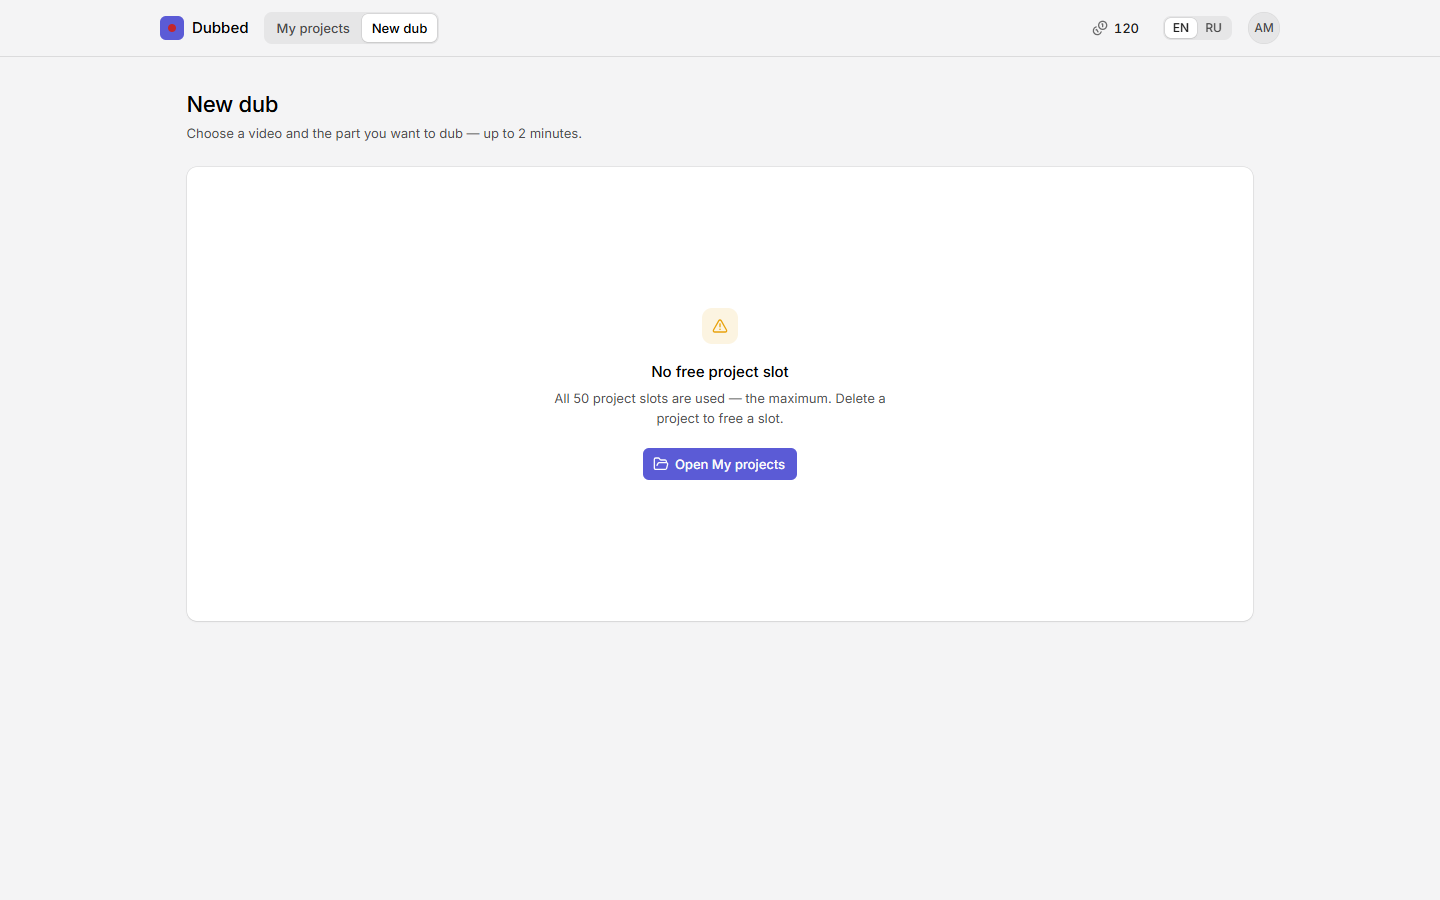 Dubbed
My projects
New dub
120
EN
RU
AM
New dub
Choose a video and the part you want to dub — up to 2 minutes.
No free project slot
All 50 project slots are used — the maximum. Delete a
project to free a slot.
Open My projects